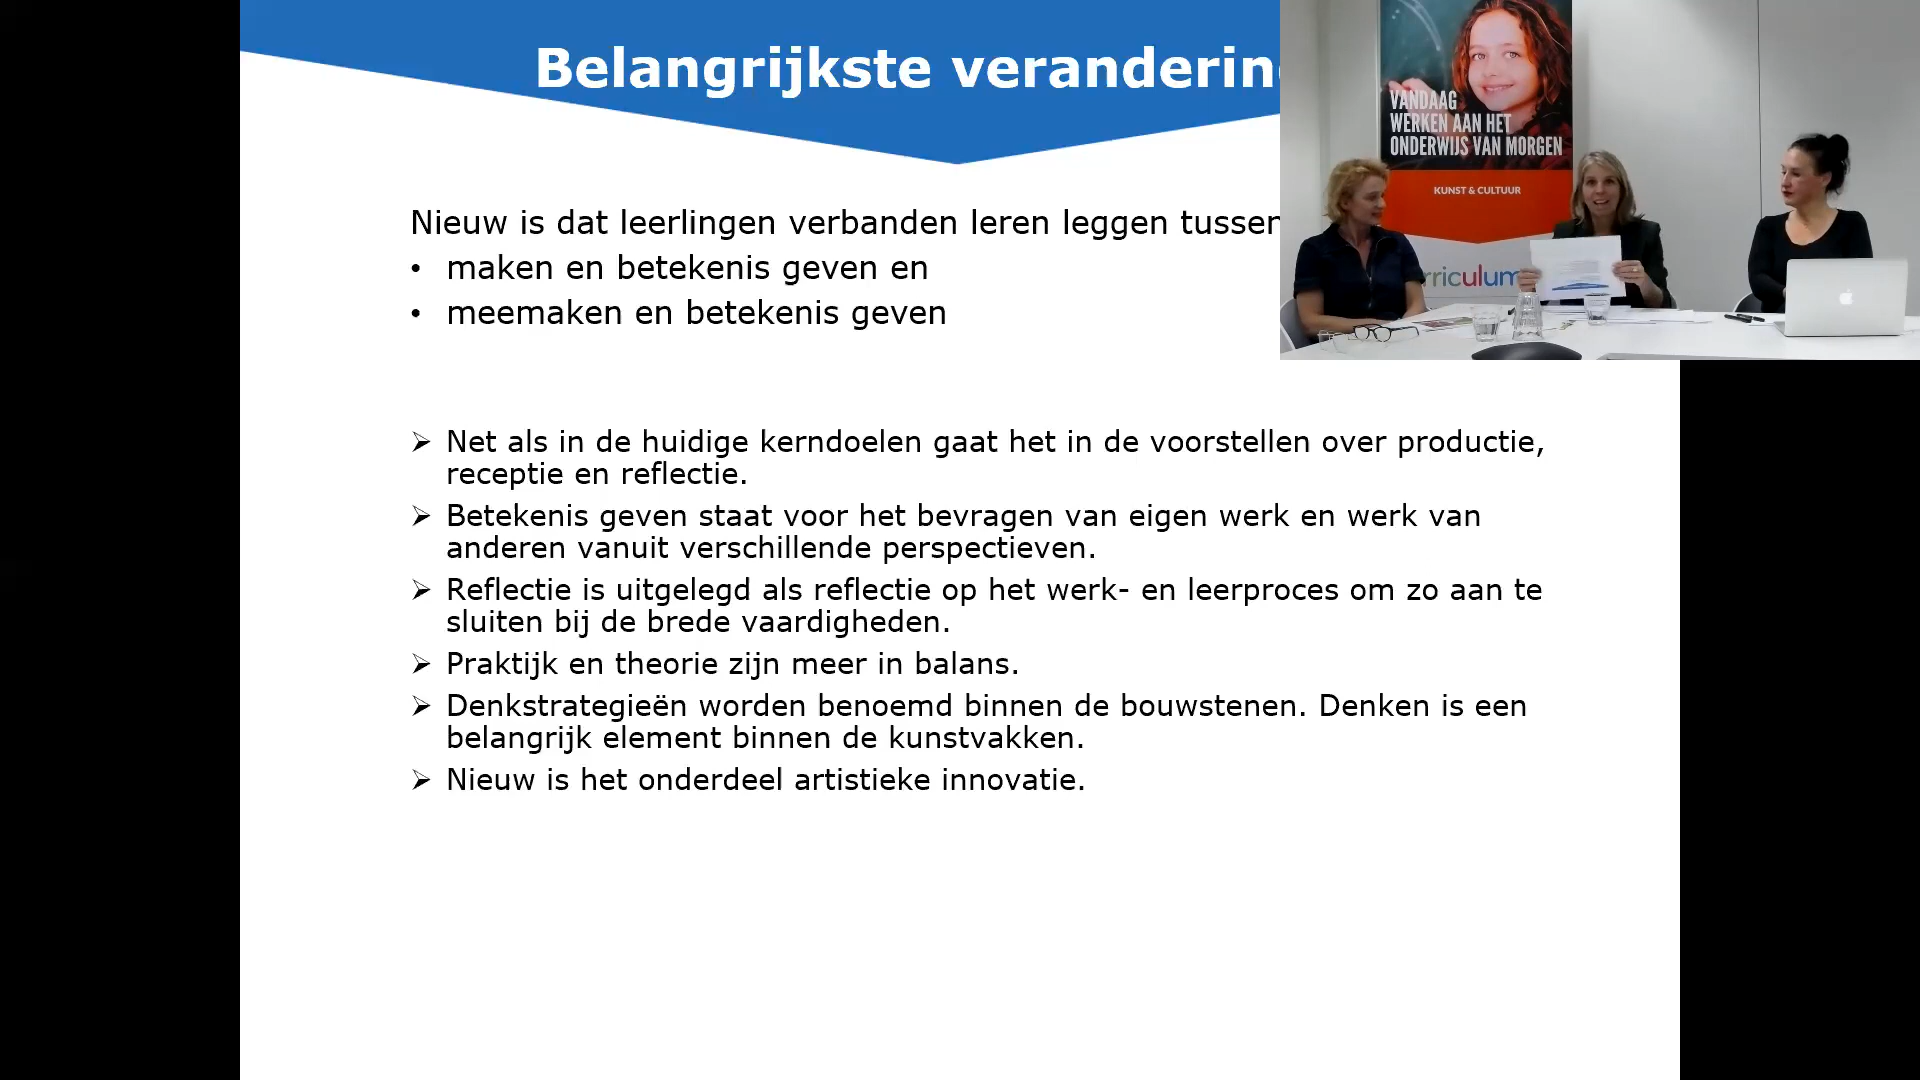 Belangrijkste verandering
Nieuw is dat leerlingen verbanden leren leggen tussen
• maken en betekenis geven en
• meemaken en betekenis geven
➢ Net als in de huidige kerndoelen gaat het in de voorstellen over productie,
receptie en reflectie.
➢ Betekenis geven staat voor het bevragen van eigen werk en werk van
anderen vanuit verschillende perspectieven.
➢ Reflectie is uitgelegd als reflectie op het werk- en leerproces om zo aan te
sluiten bij de brede vaardigheden.
➢ Praktijk en theorie zijn meer in balans.
➢ Denkstrategieën worden benoemd binnen de bouwstenen. Denken is een
belangrijk element binnen de kunstvakken.
➢ Nieuw is het onderdeel artistieke innovatie.
VANDAAG
WERKEN AAN HET
ONDERWIJS VAN MORGEN
KUNST & CULTUUR
rriculum